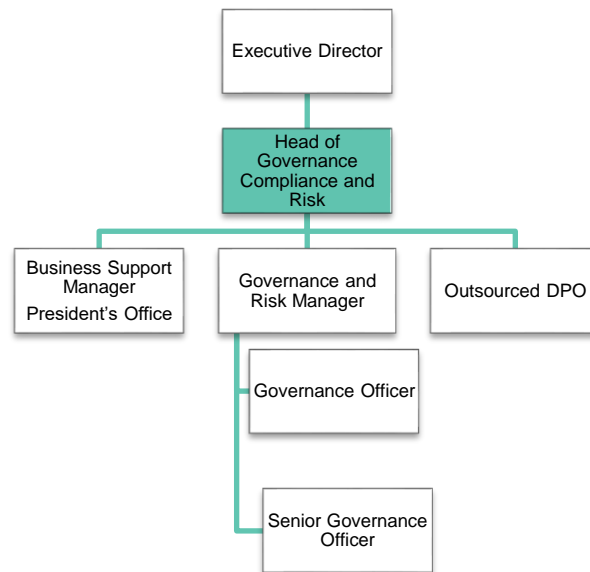 Executive Director
Head of
Governance
Compliance and
Risk
Business Support
Manager
President’s Office
Governance and
Risk Manager
Outsourced DPO
Governance Officer
Senior Governance
Officer